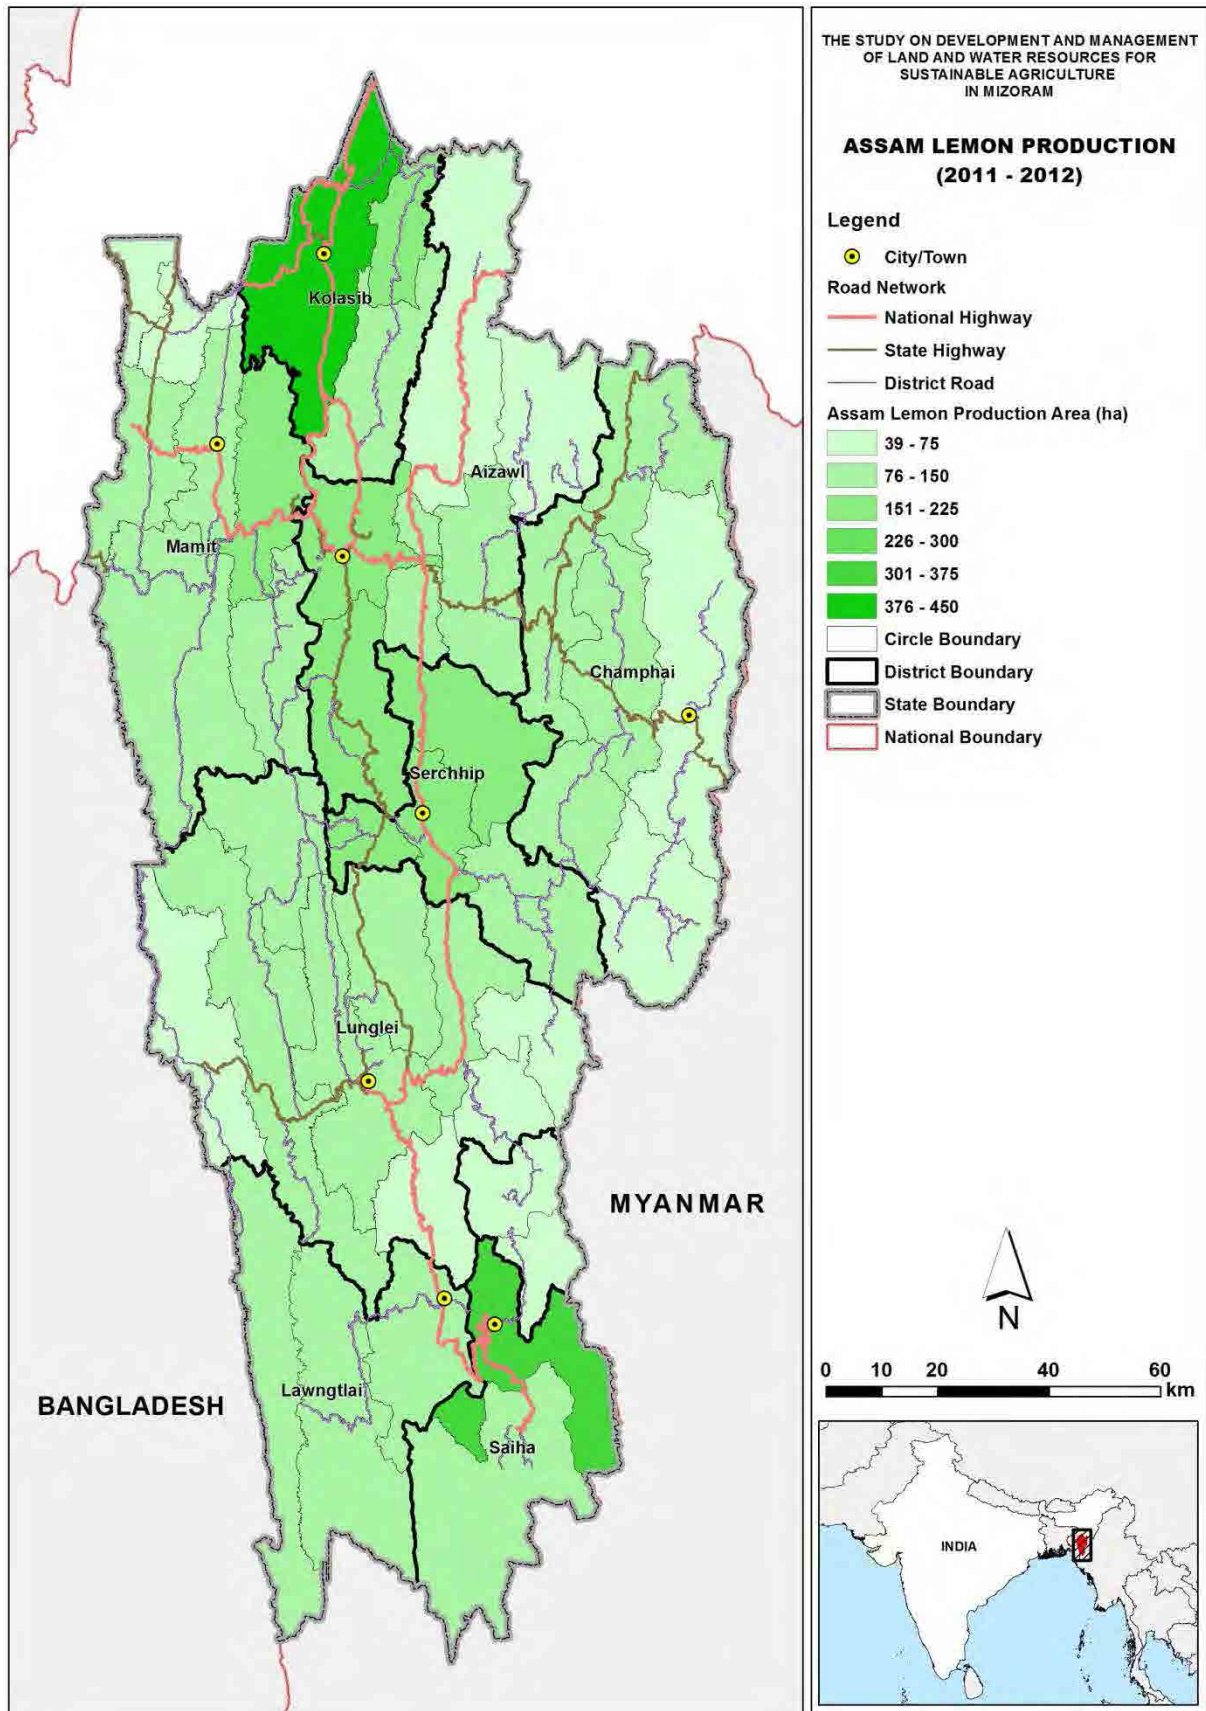 THE STUDY ON DEVELOPMENT AND MANAGEMENT
OF LAND AND WATER RESOURCES FOR
SUSTAINABLE AGRICULTURE
IN MIZORAM
ASSAM LEMON PRODUCTION
(2011 - 2012)
Legend
City/Town
Road Network
National Highway
State Highway
District Road
Assam Lemon Production Area (ha)
39 - 75
76 - 150
151 - 225
226 - 300
301 - 375
376 - 450
Circle Boundary
District Boundary
State Boundary
National Boundary
Kolasib
Aizawl
Mamit
Champhai
Serchhip
Lunglei
MYANMAR
Lawngtlai
BANGLADESH
Saiha
N
0 10 20 40 60
km
INDIA